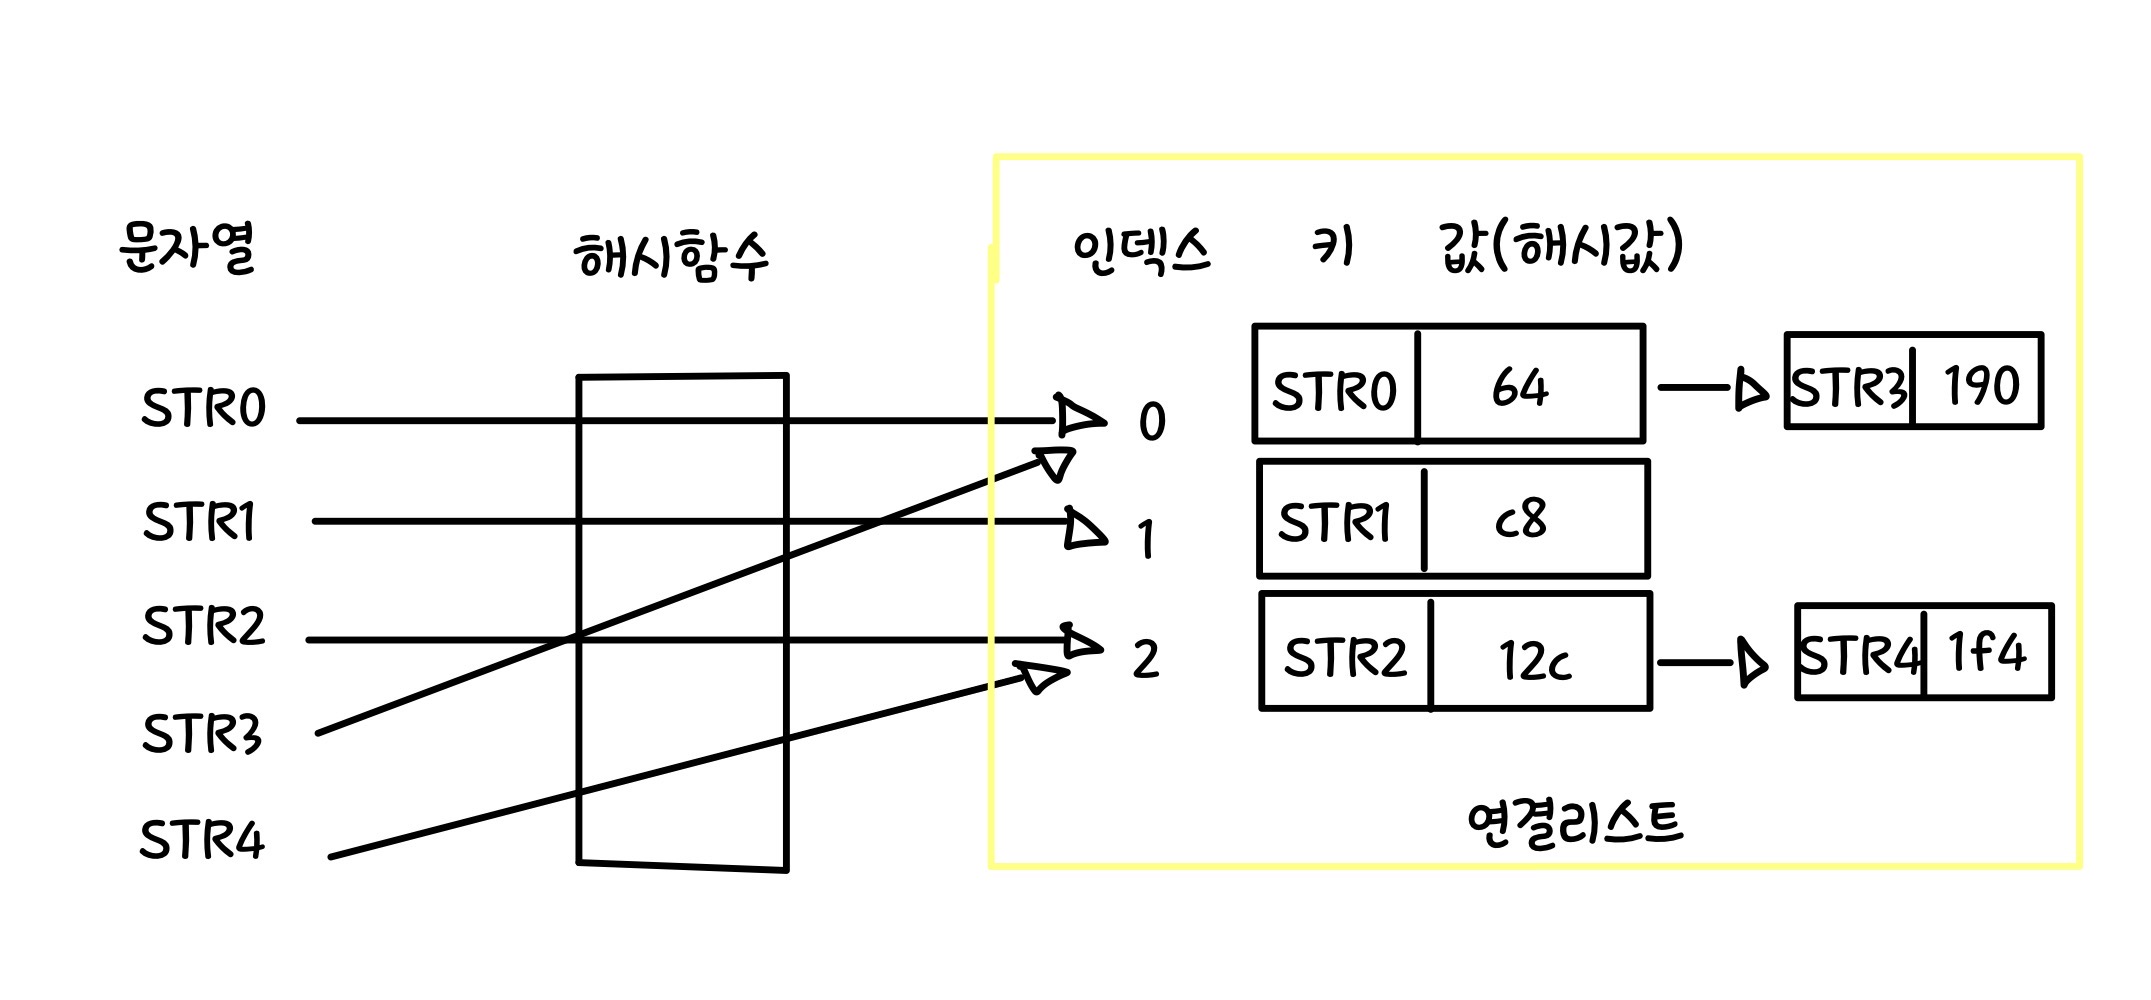 문자열 해시함수 인덱스 키 값(해시값)
STR0 0 STR0 64 STR3 190
STR1 1 STR1 c8
STR2 2 STR2 12c STR4 1f4
STR3
STR4
연결리스트